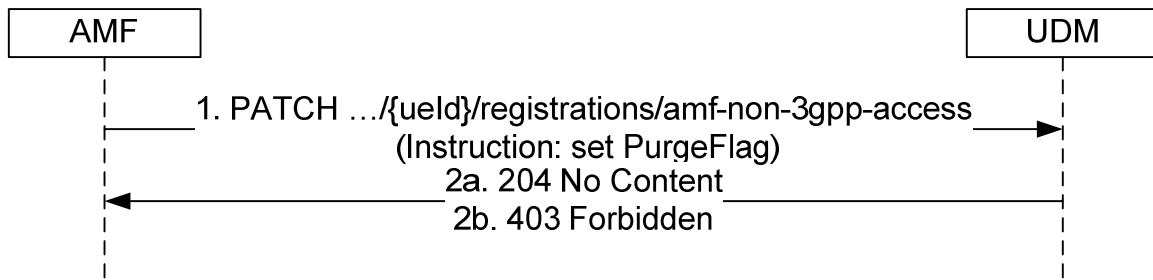 AMF
UDM
1. PATCH …/{ueId}/registrations/amf-non-3gpp-access
(Instruction: set PurgeFlag)
2a. 204 No Content
2b. 403 Forbidden